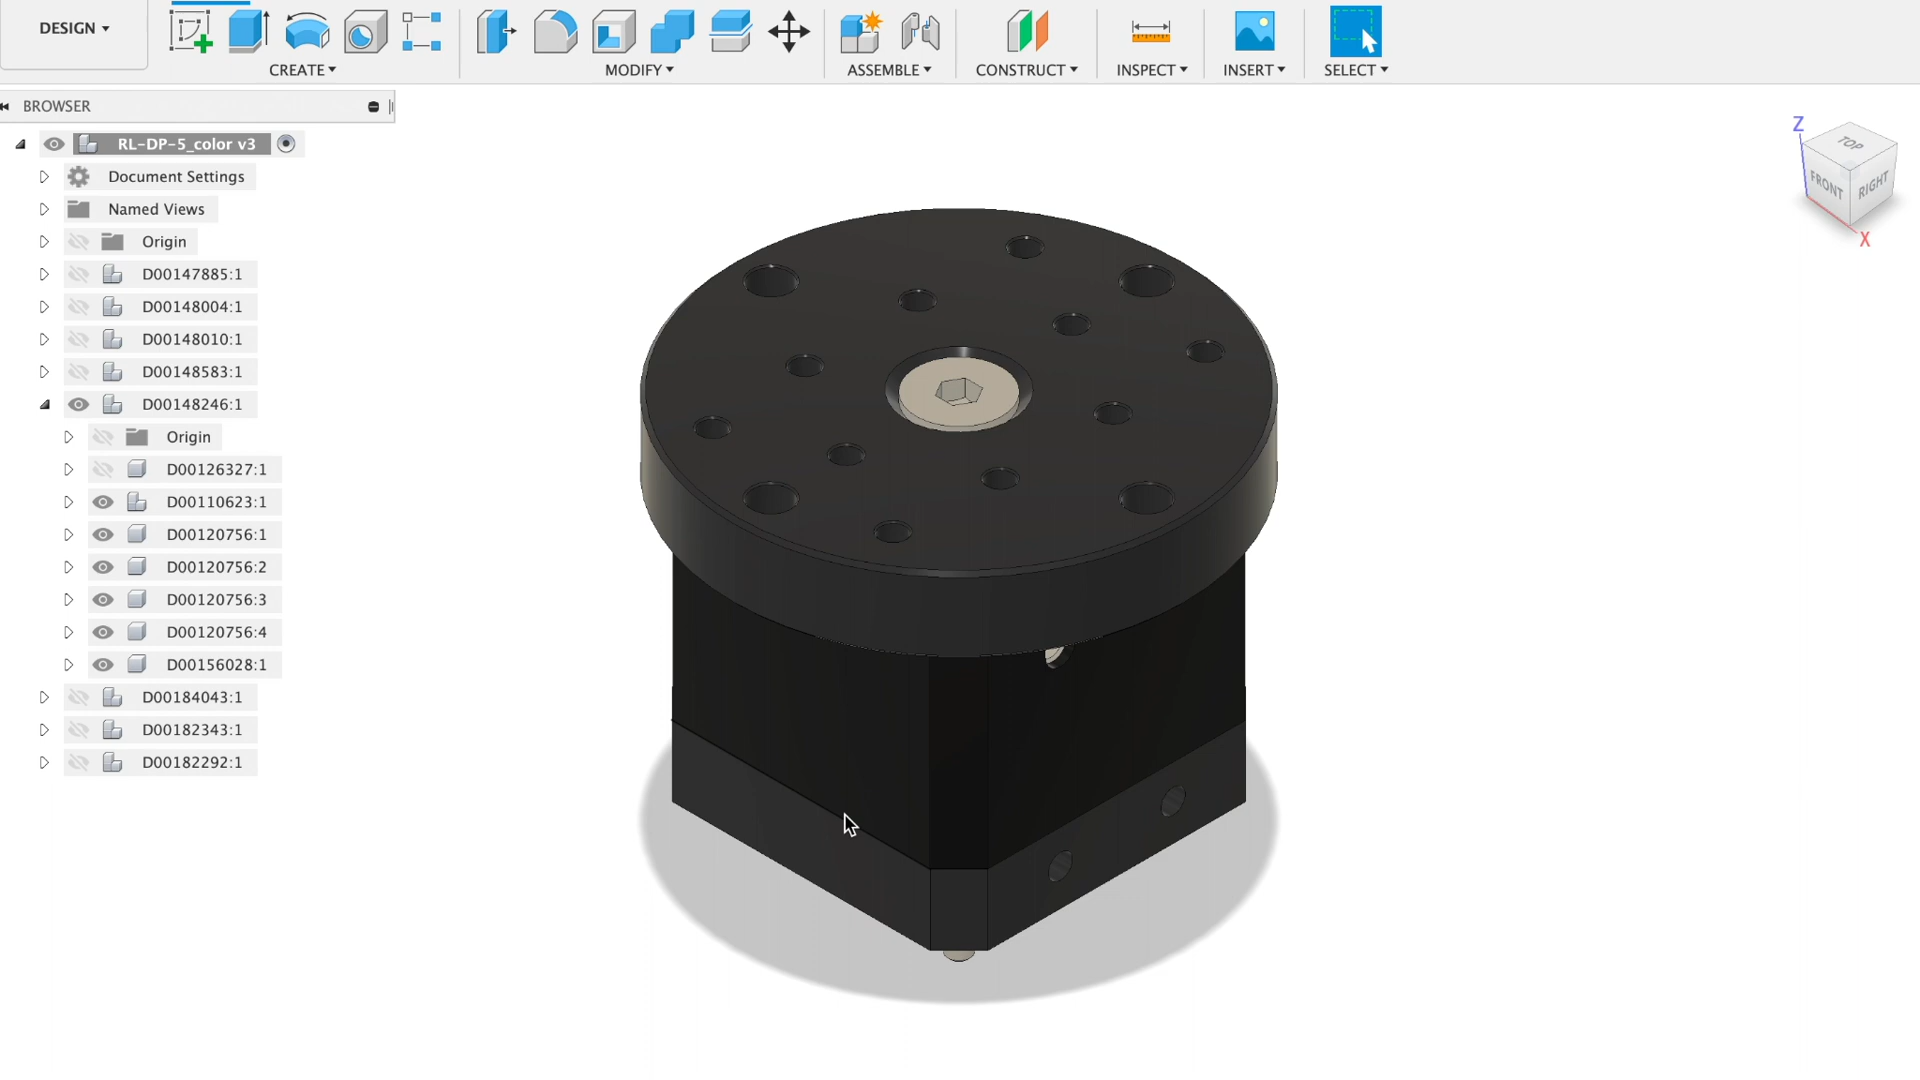 DESIGN
CREATE
MODIFY
ASSEMBLE
CONSTRUCT
INSPECT
INSERT
SELECT
BROWSER
RL-DP-5_color v3
Document Settings
Named Views
Origin
D00147885:1
D00148004:1
D00148010:1
D00148583:1
D00148246:1
Origin
D00126327:1
D00110623:1
D00120756:1
D00120756:2
D00120756:3
D00120756:4
D00156028:1
D00184043:1
D00182343:1
D00182292:1
Z
TOP
FRONT
RIGHT
X